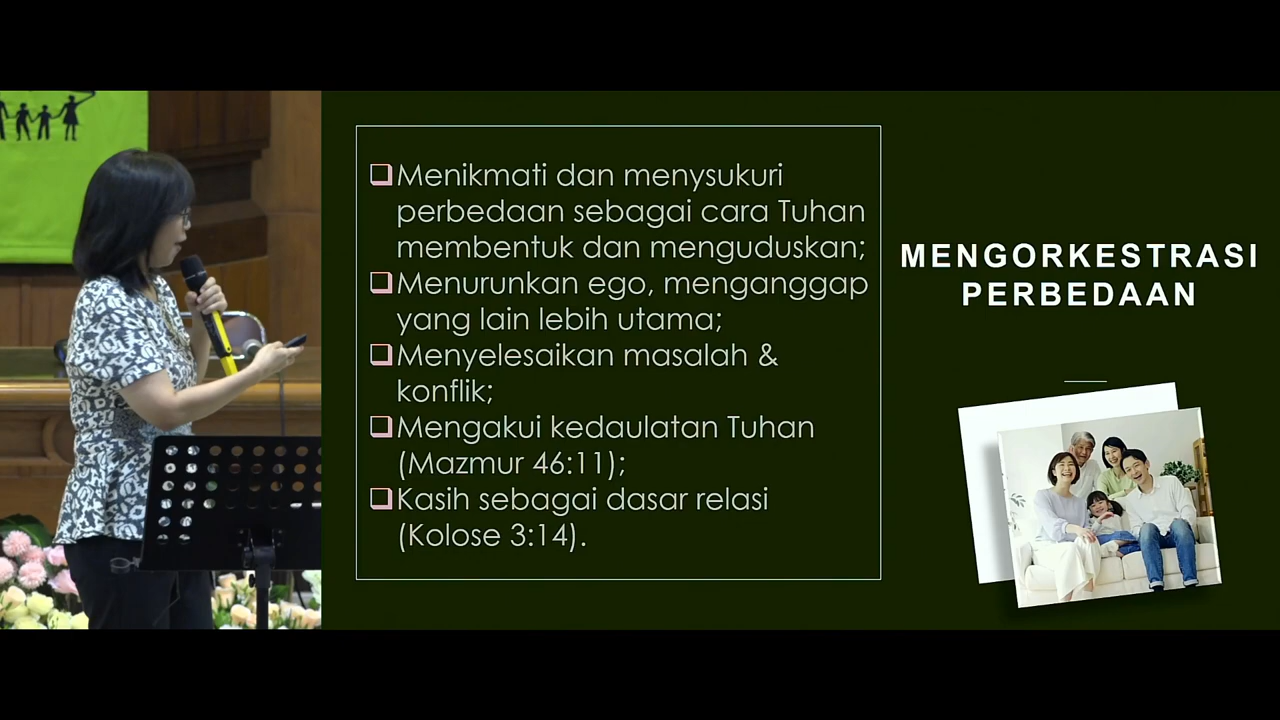 Menikmati dan menysukuri
perbedaan sebagai cara Tuhan
membentuk dan menguduskan;
Menurunkan ego, menganggap
yang lain lebih utama;
Menyelesaikan masalah &
konflik;
Mengakui kedaulatan Tuhan
(Mazmur 46:11);
Kasih sebagai dasar relasi
(Kolose 3:14).
MENGORKESTRASI
PERBEDAAN